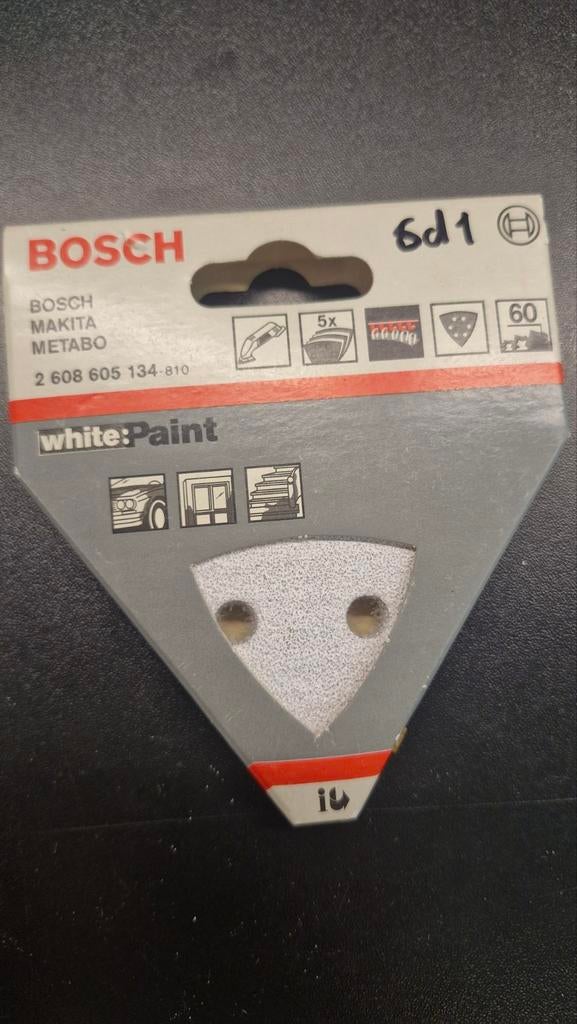 BOSCH
6d1
BOSCH
MAKITA
METABO
2 608 605 134-810
5x
60
white:Paint